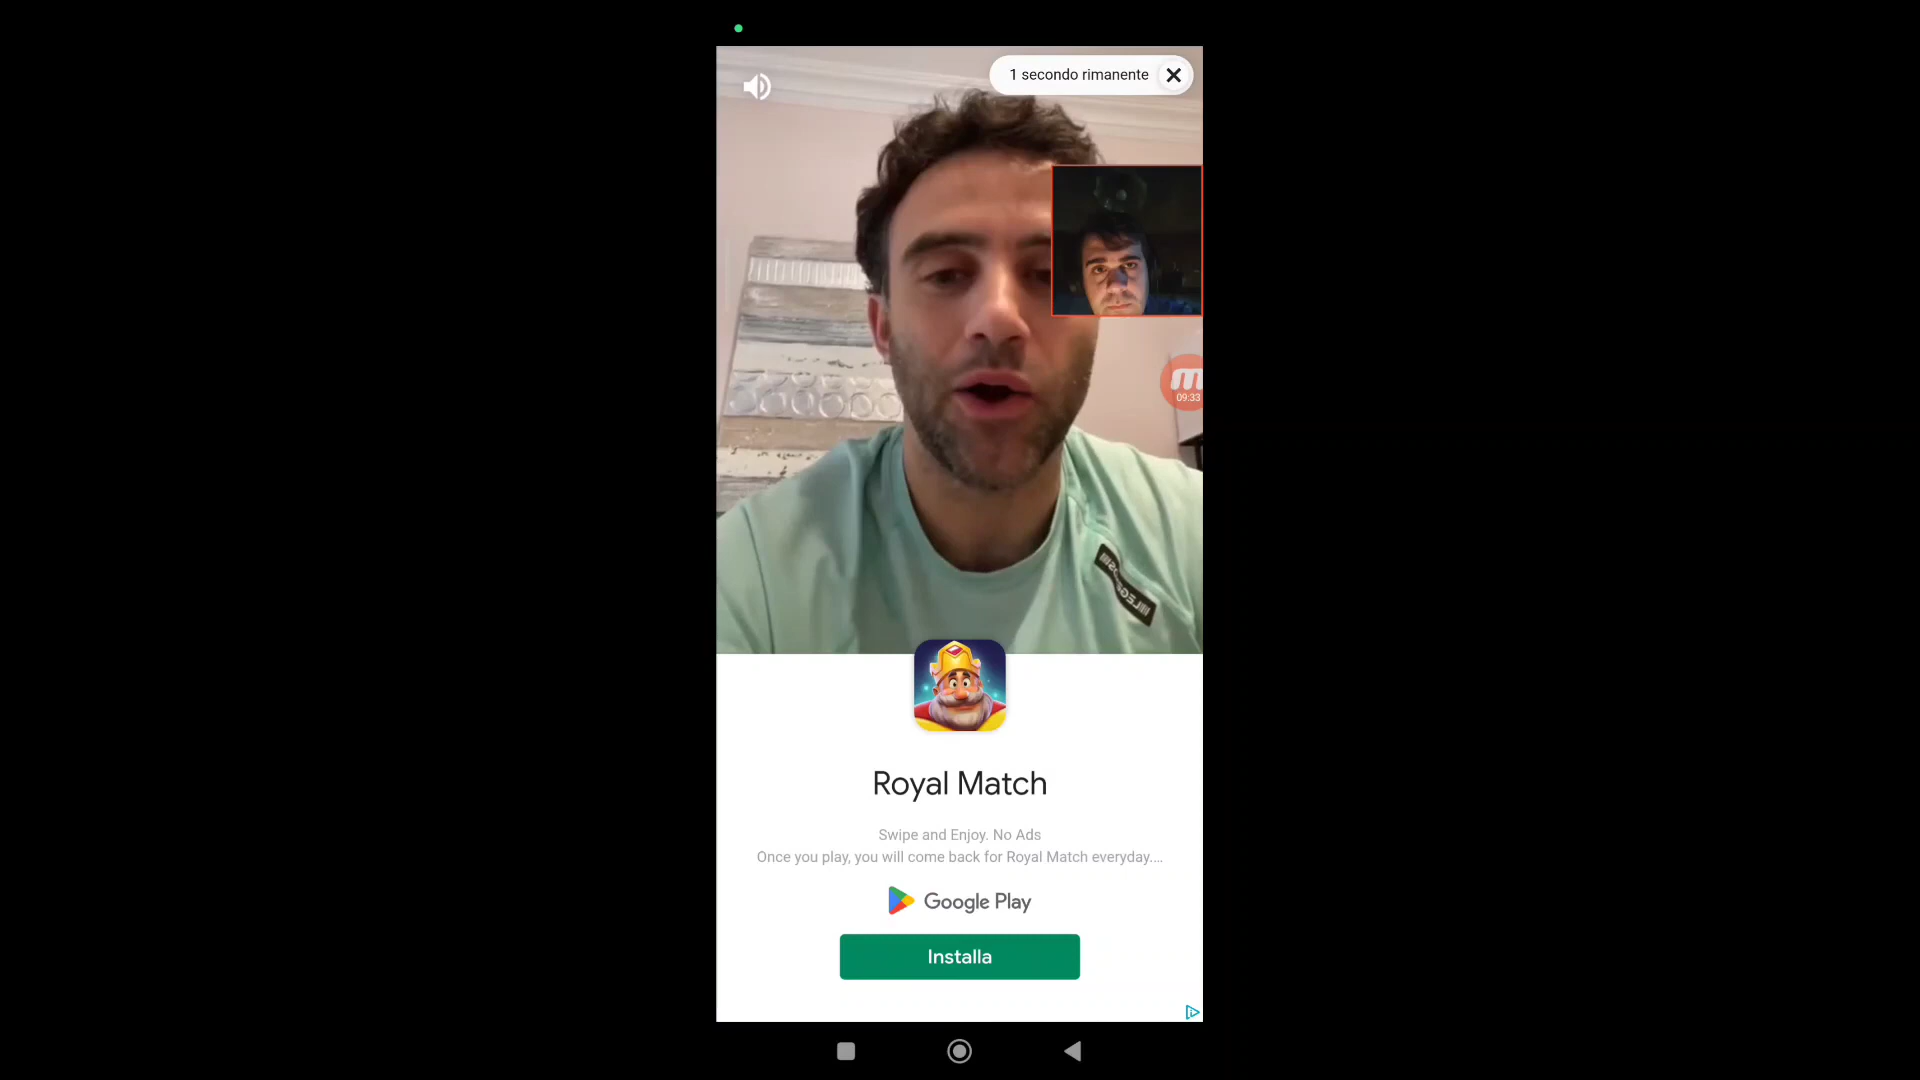 1 secondo rimanente
09:33
Royal Match
Swipe and Enjoy. No Ads
Once you play, you will come back for Royal Match everyday....
Google Play
Installa